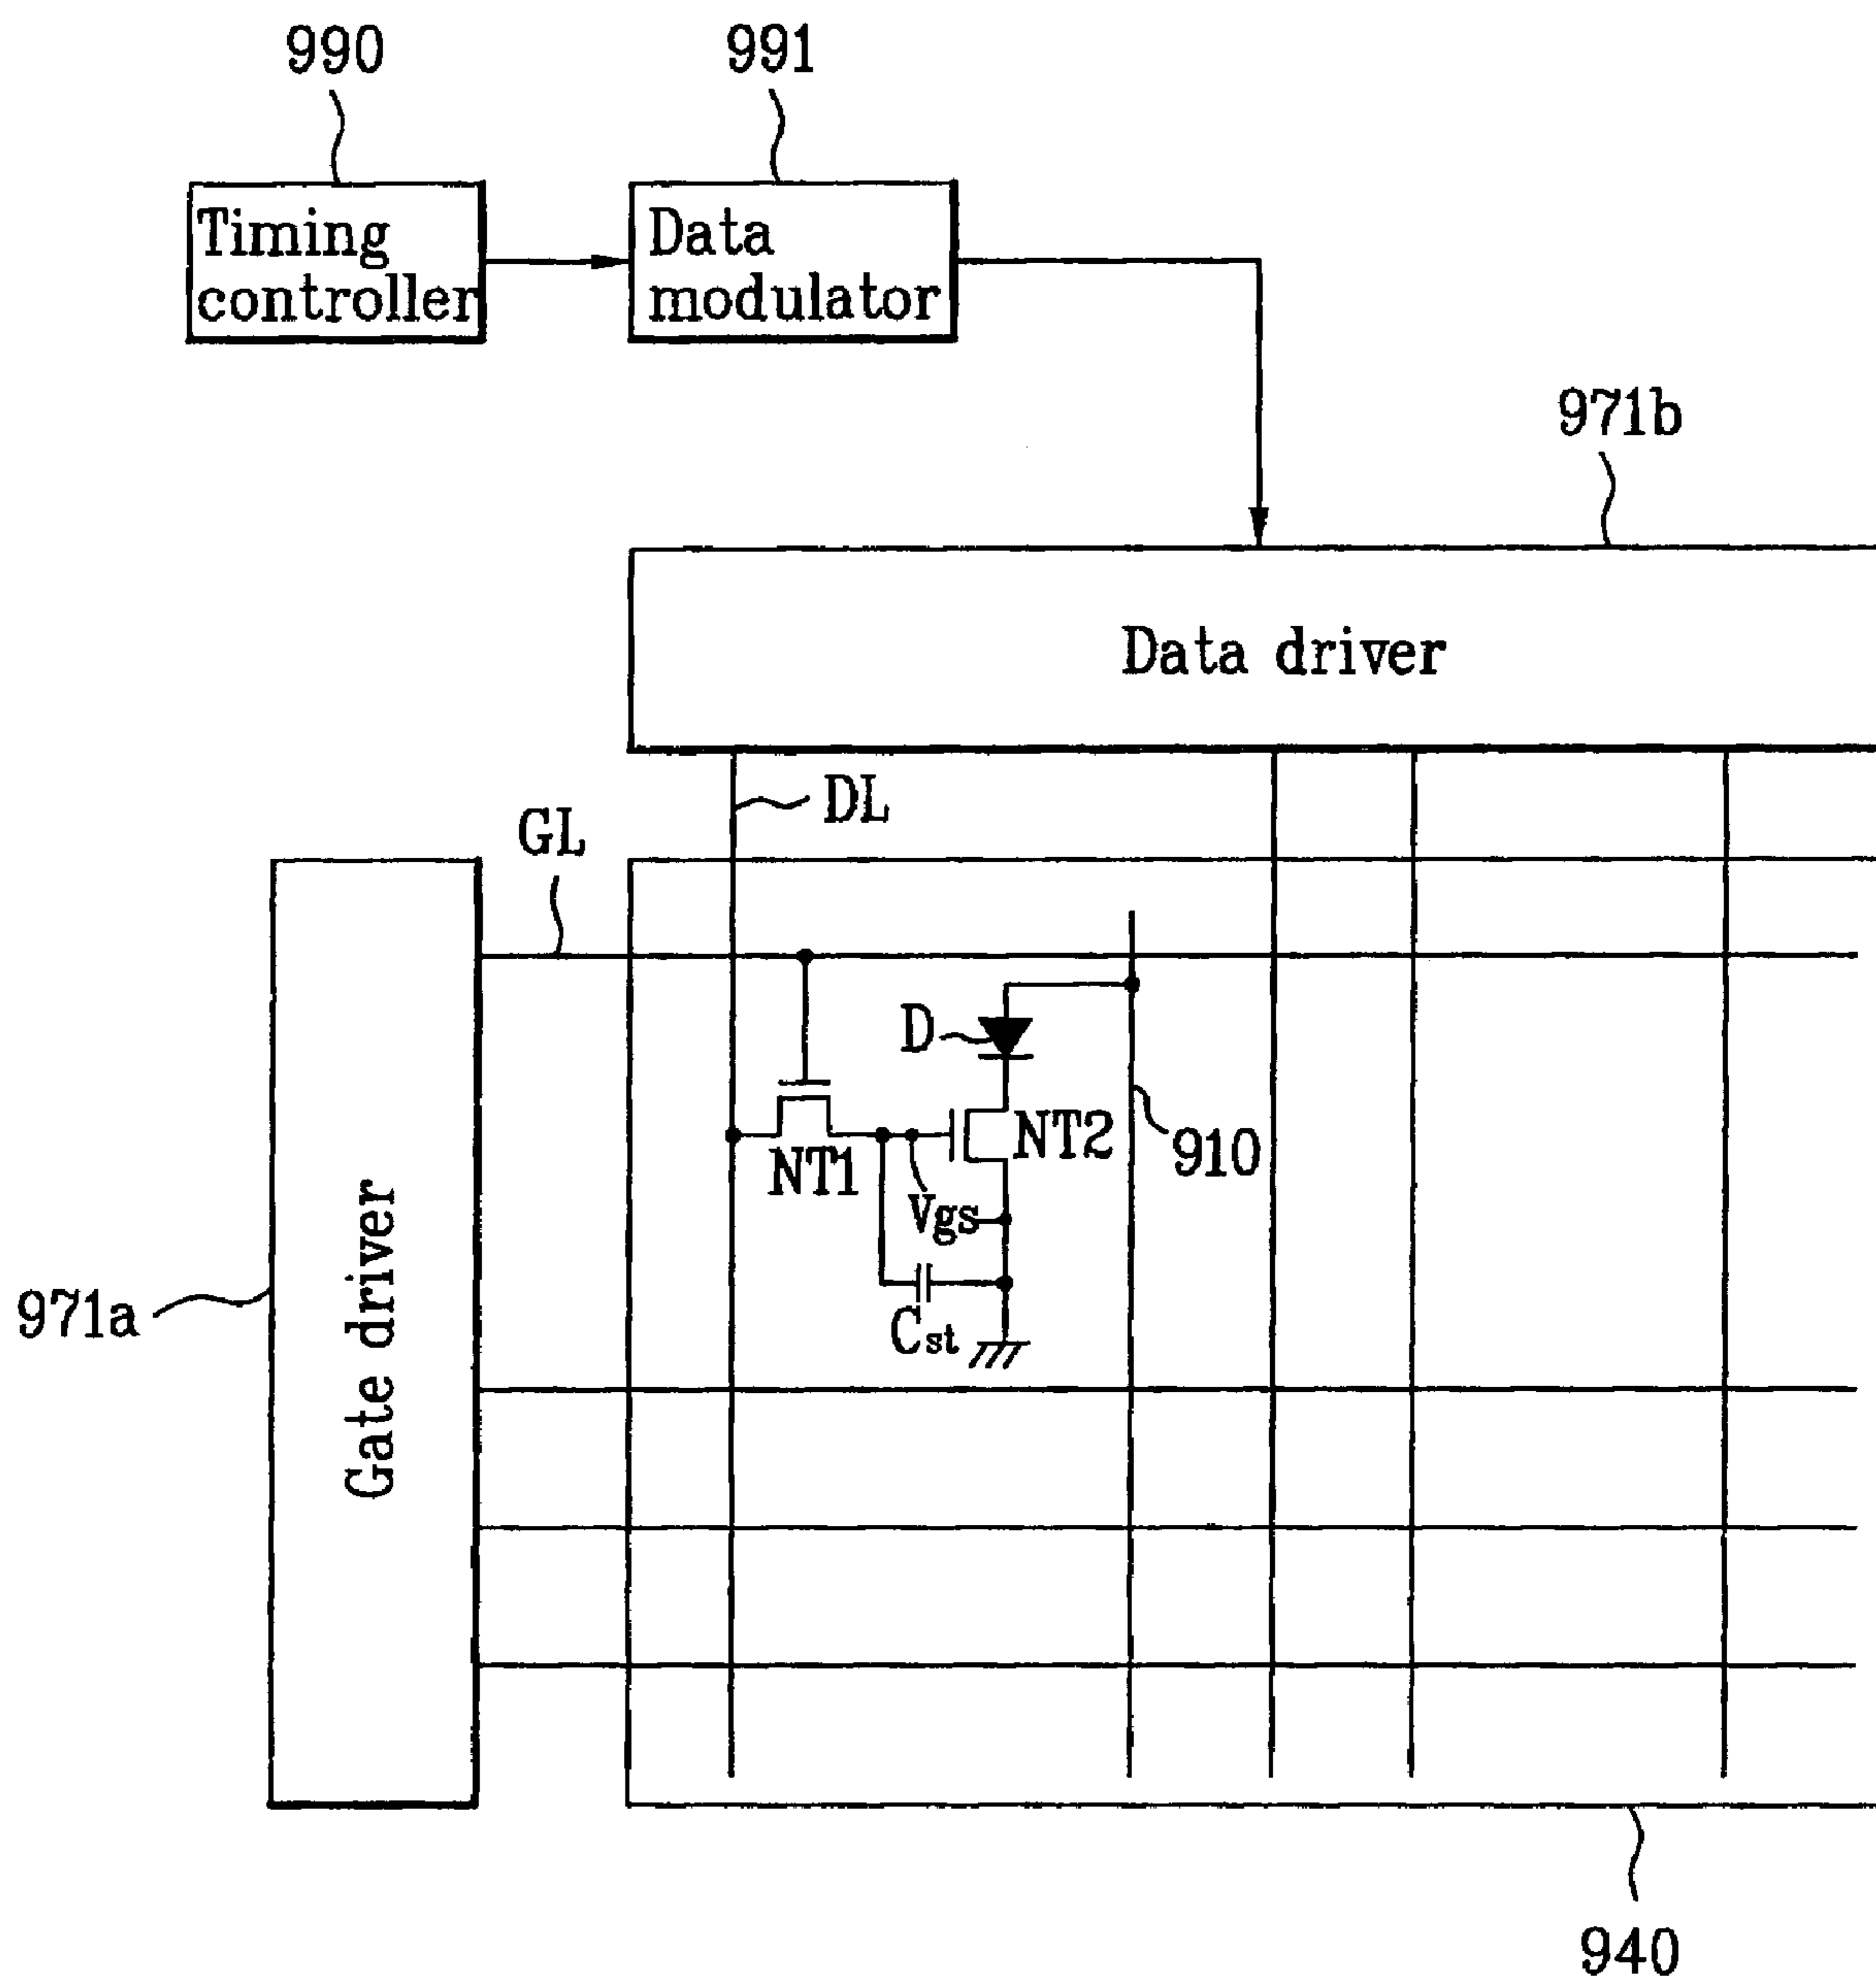 990
991
Timing
controller
Data
modulator
971b
Data driver
DL
GL
D
NT2
NT1
910
Vgs
971a
Gate driver
Cst
940